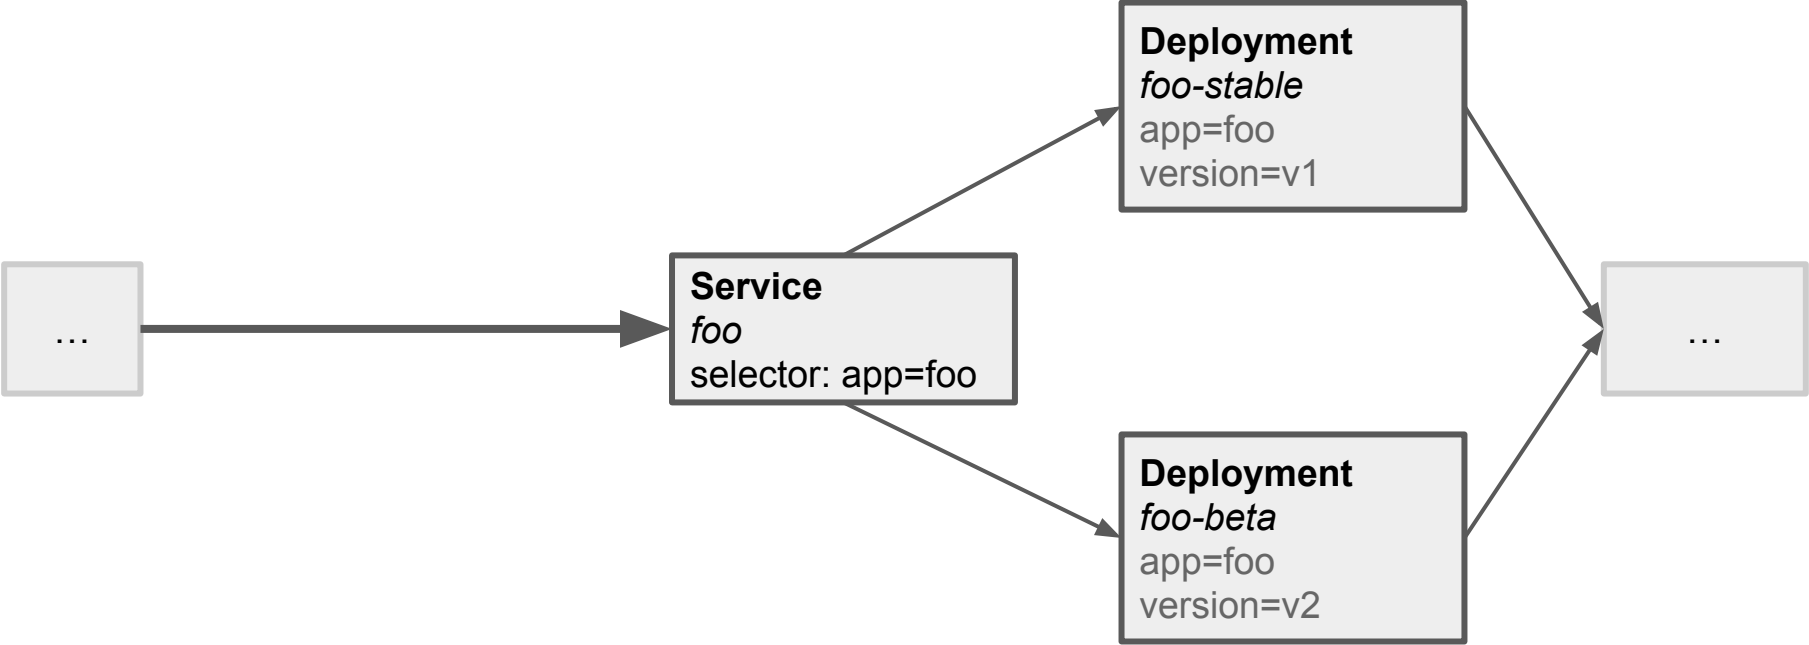 ...
Service
foo
selector: app=foo
Deployment
foo-stable
app=foo
version=v1
Deployment
foo-beta
app=foo
version=v2
...